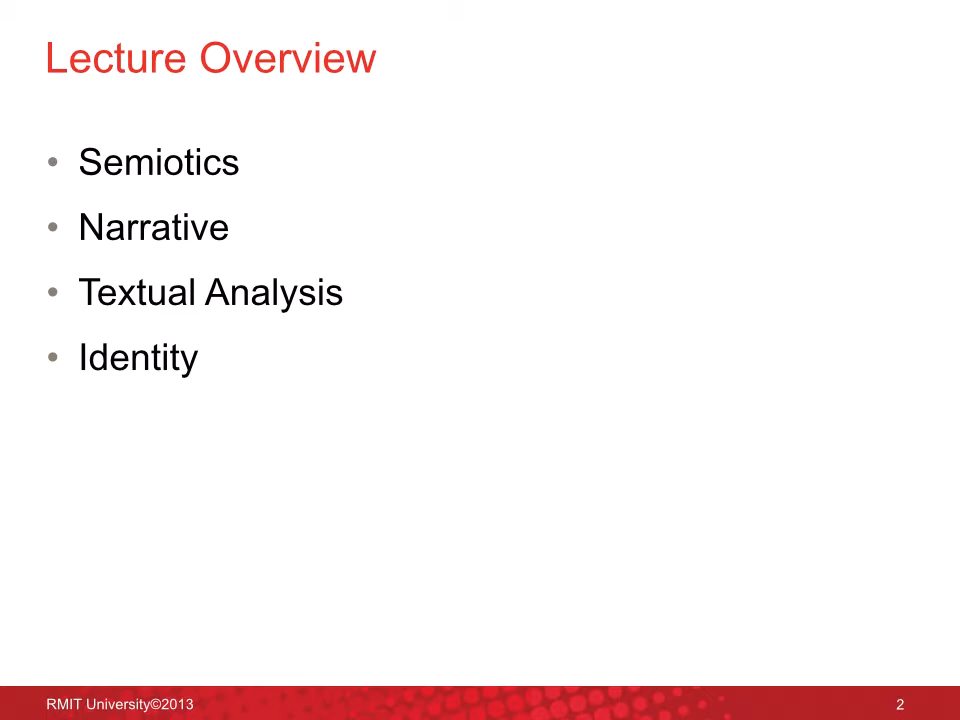 Lecture Overview
• Semiotics
• Narrative
• Textual Analysis
• Identity
RMIT University©2013
2